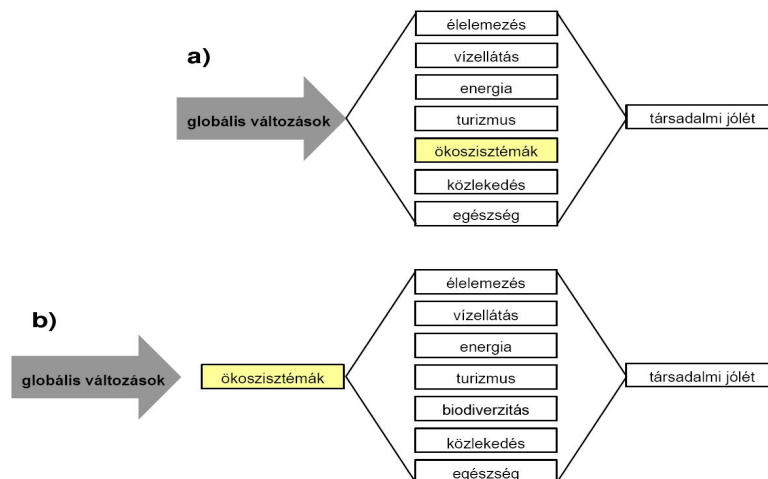 a)
globális változások
élelemezés
vízellátás
energia
turizmus
ökoszisztémák
közlekedés
egészség
társadalmi jólét
b)
globális változások
ökoszisztémák
élelemezés
vízellátás
energia
turizmus
biodiverzitás
közlekedés
egészség
társadalmi jólét